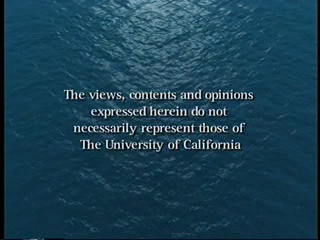 The views, contents and opinions
expressed herein do not
necessarily represent those of
The University of California